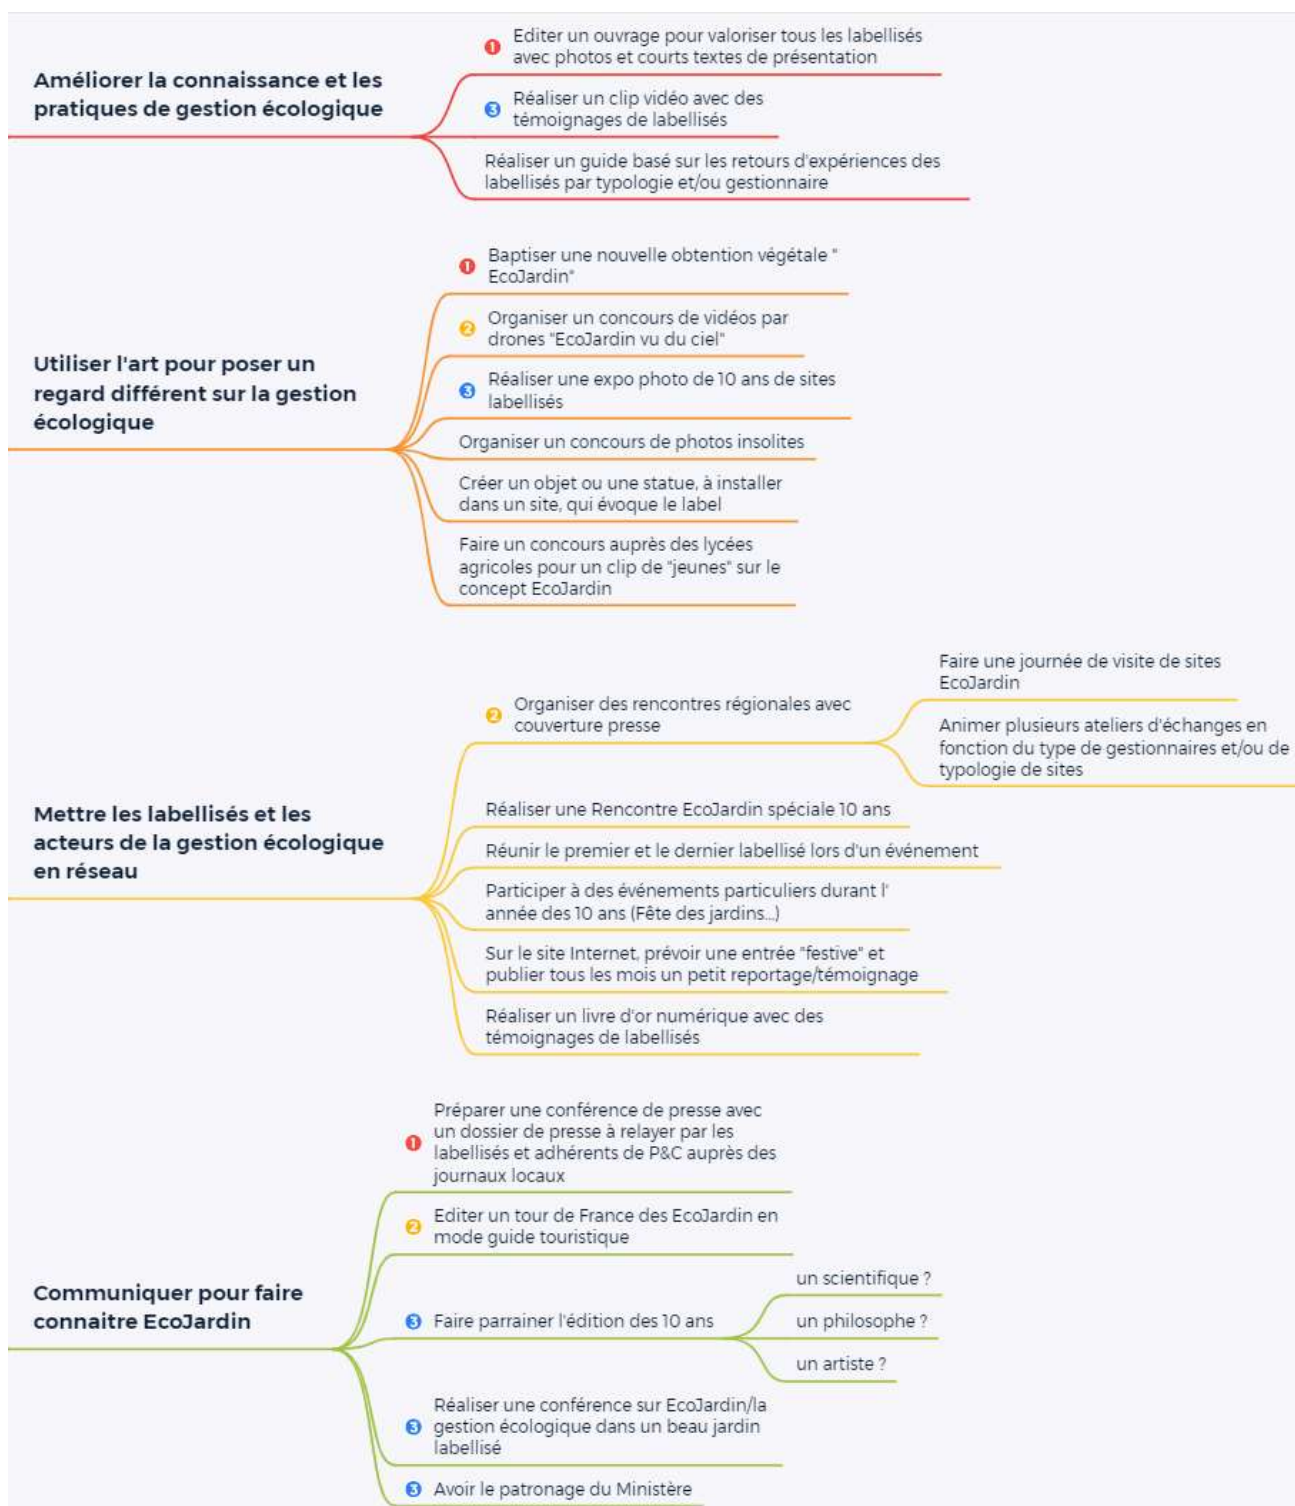 Améliorer la connaissance et les
pratiques de gestion écologique
❶ Editer un ouvrage pour valoriser tous les labellisés
avec photos et courts textes de présentation
❸ Réaliser un clip vidéo avec des
témoignages de labellisés
Réaliser un guide basé sur les retours d'expériences des
labellisés par typologie et/ou gestionnaire
Utiliser l'art pour poser un
regard différent sur la gestion
écologique
❶ Baptiser une nouvelle obtention végétale "
EcoJardin"
❷ Organiser un concours de vidéos par
drones "EcoJardin vu du ciel"
❸ Réaliser une expo photo de 10 ans de sites
labellisés
Organiser un concours de photos insolites
Créer un objet ou une statue, à installer
dans un site, qui évoque le label
Faire un concours auprès des lycées
agricoles pour un clip de "jeunes" sur le
concept EcoJardin
Mettre les labellisés et les
acteurs de la gestion écologique
en réseau
❷ Organiser des rencontres régionales avec
couverture presse
Faire une journée de visite de sites
EcoJardin
Animer plusieurs ateliers d'échanges en
fonction du type de gestionnaires et/ou de
typologie de sites
Réaliser une Rencontre EcoJardin spéciale 10 ans
Réunir le premier et le dernier labellisé lors d'un événement
Participer à des événements particuliers durant l'
année des 10 ans (Fête des jardins...)
Sur le site Internet, prévoir une entrée "festive" et
publier tous les mois un petit reportage/témoignage
Réaliser un livre d'or numérique avec des
témoignages de labellisés
Communiquer pour faire
connaitre EcoJardin
❶ Préparer une conférence de presse avec
un dossier de presse à relayer par les
labellisés et adhérents de P&C auprès des
journaux locaux
❷ Editer un tour de France des EcoJardin en
mode guide touristique
❸ Faire parrainer l'édition des 10 ans
un scientifique ?
un philosophe ?
un artiste ?
❸ Réaliser une conférence sur EcoJardin/la
gestion écologique dans un beau jardin
labellisé
❸ Avoir le patronage du Ministère